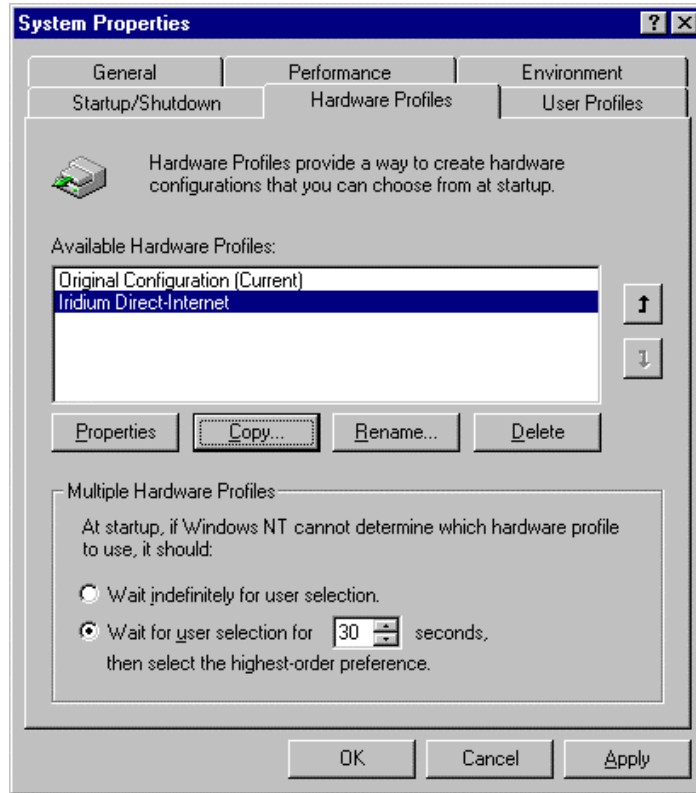 System Properties
General Performance Environment
Startup/Shutdown Hardware Profiles User Profiles
Hardware Profiles provide a way to create hardware
configurations that you can choose from at startup.
Available Hardware Profiles:
Original Configuration (Current)
Iridium Direct-Internet
Properties Copy... Rename... Delete
Multiple Hardware Profiles
At startup, if Windows NT cannot determine which hardware profile
to use, it should:
Wait indefinitely for user selection.
Wait for user selection for 30 seconds,
then select the highest-order preference.
OK Cancel Apply